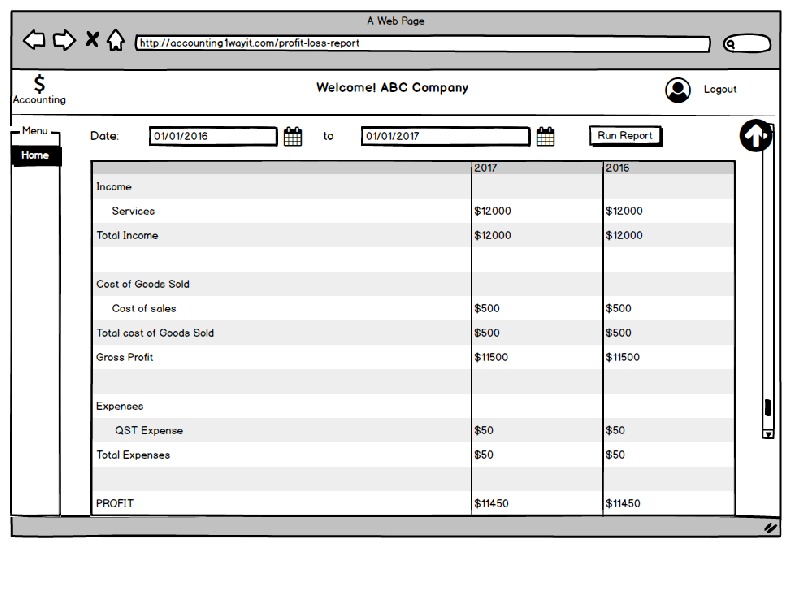 A Web Page
http://accounting1wayit.com/profit-loss-report
$
Accounting
Welcome! ABC Company
Logout
Menu
Home
Date: 01/01/2016 to 01/01/2017 Run Report
2017 2016
Income
Services $12000 $12000
Total Income $12000 $12000
Cost of Goods Sold
Cost of sales $500 $500
Total cost of Goods Sold $500 $500
Gross Profit $11500 $11500
Expenses
QST Expense $50 $50
Total Expenses $50 $50
PROFIT $11450 $11450